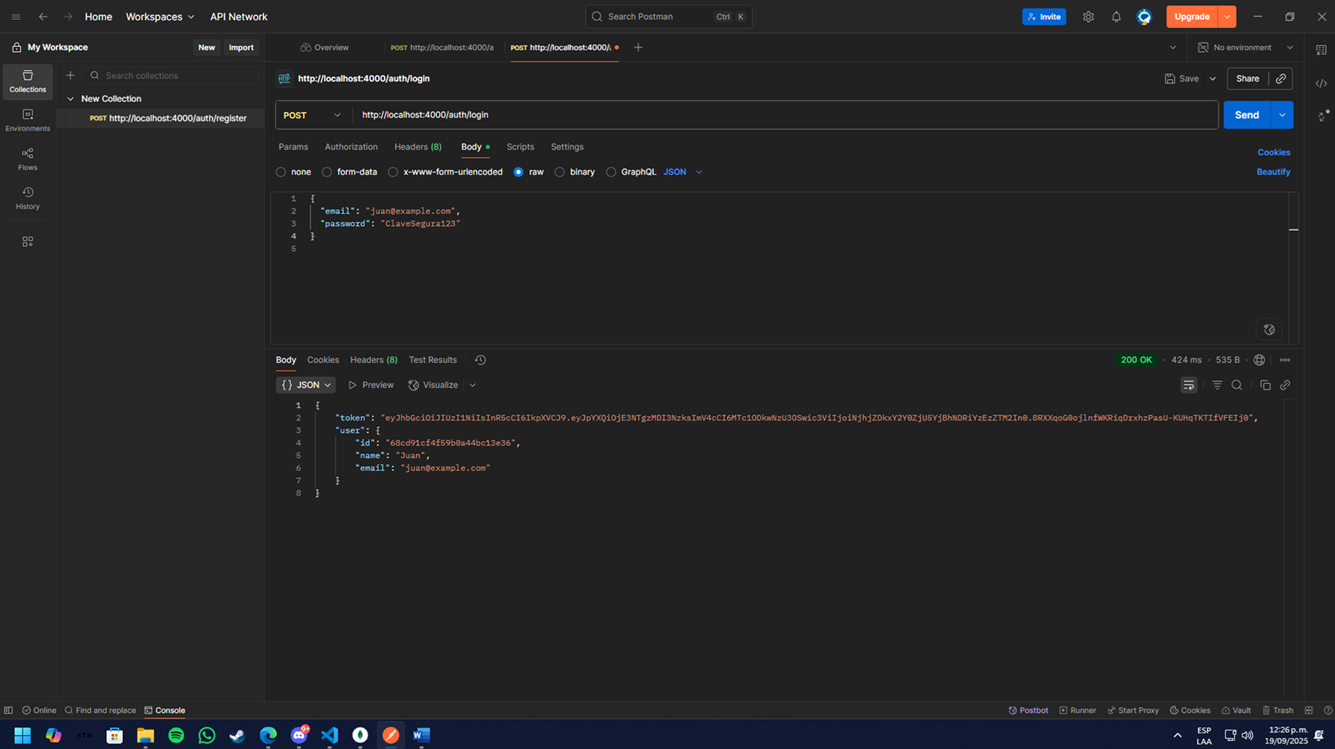 Home Workspaces API Network Search Postman Ctrl K Invite Upgrade
My Workspace New Import Overview POST http://localhost:4000/a POST http://localhost:4000/. No environment
Collections
Environments
Flows
History
Search collections
New Collection
POST http://localhost:4000/auth/register
http://localhost:4000/auth/login Save Share
POST http://localhost:4000/auth/login Send
Params Authorization Headers (8) Body Scripts Settings Cookies
none form-data x-www-form-urlencoded raw binary GraphQL JSON Beautify
1 {
2 "email": "juan@example.com",
3 "password": "ClaveSegura123"
4 }
5
Body Cookies Headers (8) Test Results 200 OK 424 ms 535 B
{} JSON Preview Visualize
1 {
2 "token":
3 "user": {
4 "id": "68cd91cf4f59b0a44bc13e36",
5 "name": "Juan",
6 "email": "juan@example.com"
7 }
8 }
Online Find and replace Console Postbot Runner Start Proxy Cookies Vault Trash
ESP
LAA
12:26 p. m.
19/09/2025